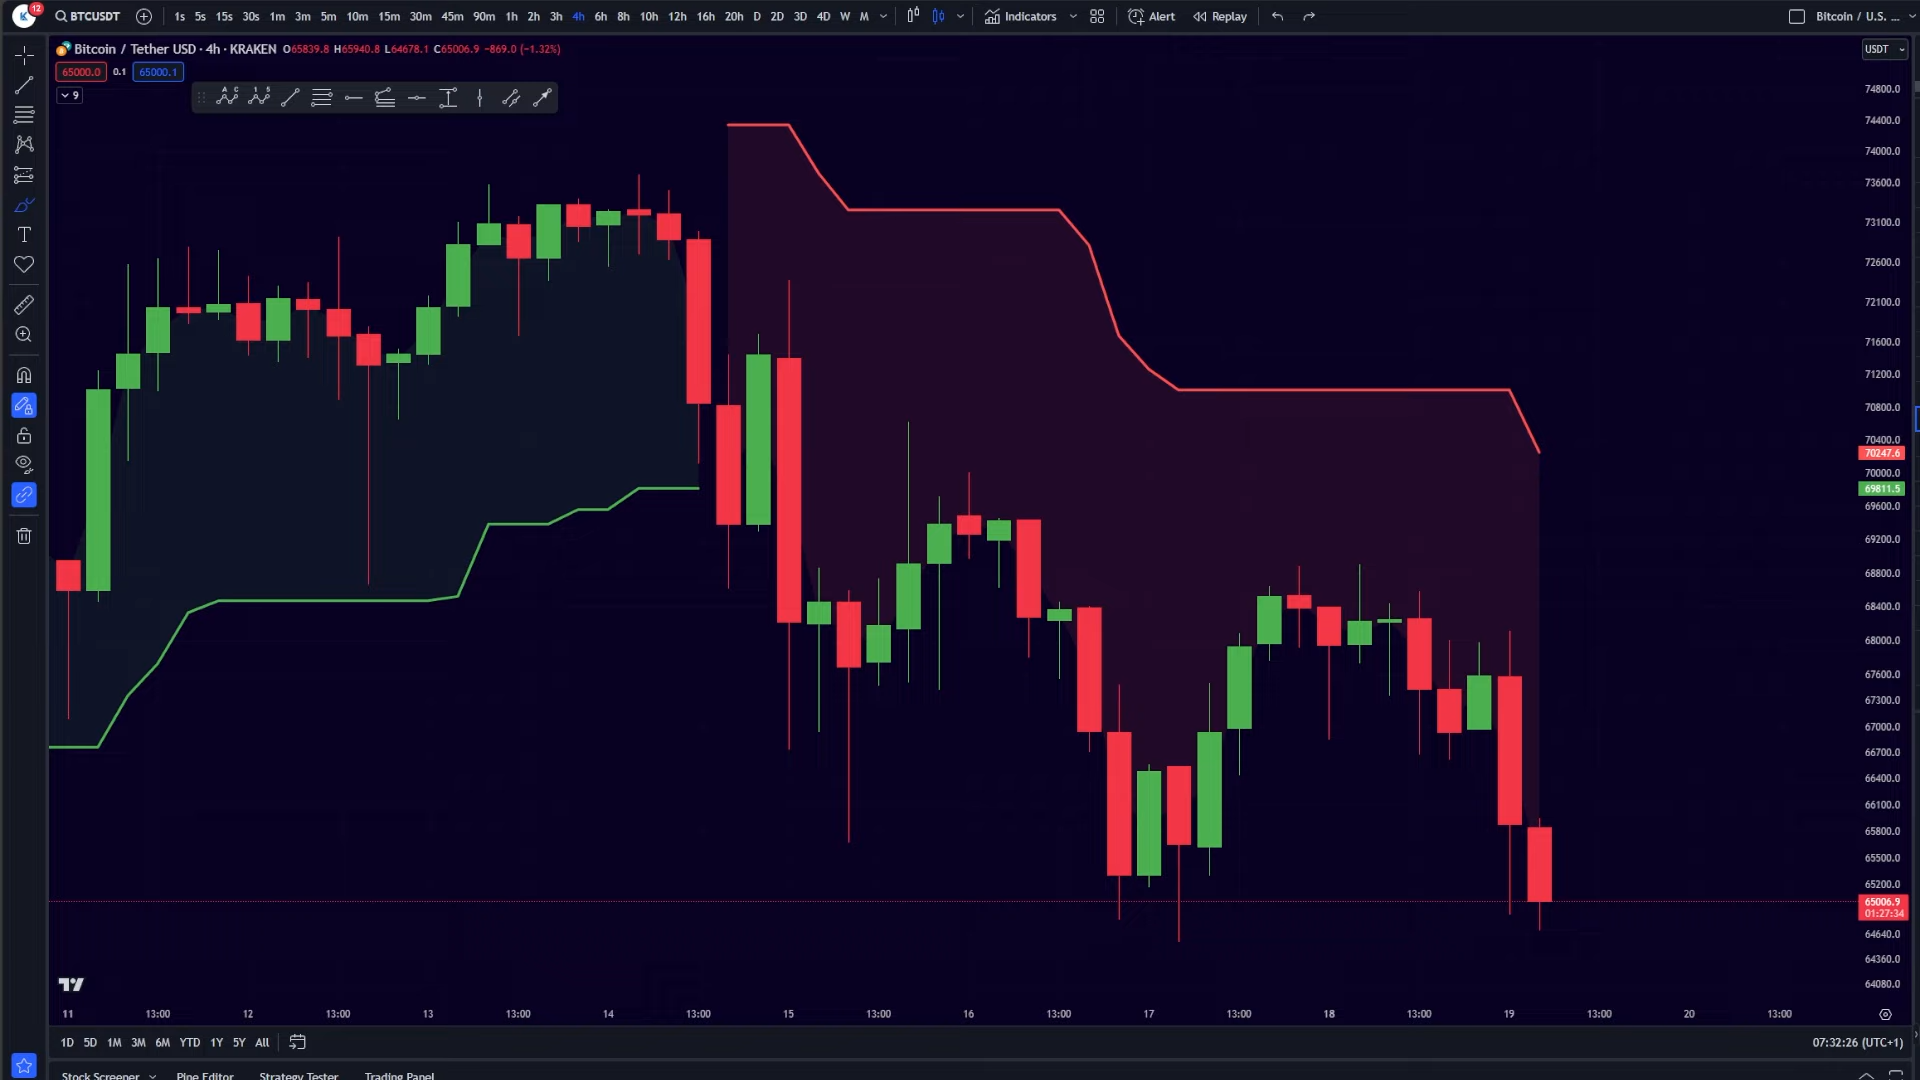 12
BTCUSDT
1s 5s 15s 30s 1m 3m 5m 10m 15m 30m 45m 90m 1h 2h 3h 4h 6h 8h 10h 12h 16h 20h D 2D 3D 4D W M
Indicators
Alert
Replay
Bitcoin / U.S. ...
Bitcoin / Tether USD · 4h · KRAKEN O65839.8 H65940.8 L64678.1 C65006.9 −869.0 (−1.32%)
USDT
65000.0 0.1 65000.1
9
74800.0
74400.0
74000.0
73600.0
73100.0
72600.0
72100.0
71600.0
71200.0
70800.0
70400.0
70247.6
70000.0
69811.5
69600.0
69200.0
68800.0
68400.0
68000.0
67600.0
67300.0
67000.0
66700.0
66400.0
66100.0
65800.0
65500.0
65200.0
65006.9
01:27:34
64640.0
64360.0
64080.0
11 13:00 12 13:00 13 13:00 14 13:00 15 13:00 16 13:00 17 13:00 18 13:00 19 13:00 20 13:00
1D 5D 1M 3M 6M YTD 1Y 5Y All
07:32:26 (UTC+1)
Stock Screener Pine Editor Strategy Tester Trading Panel